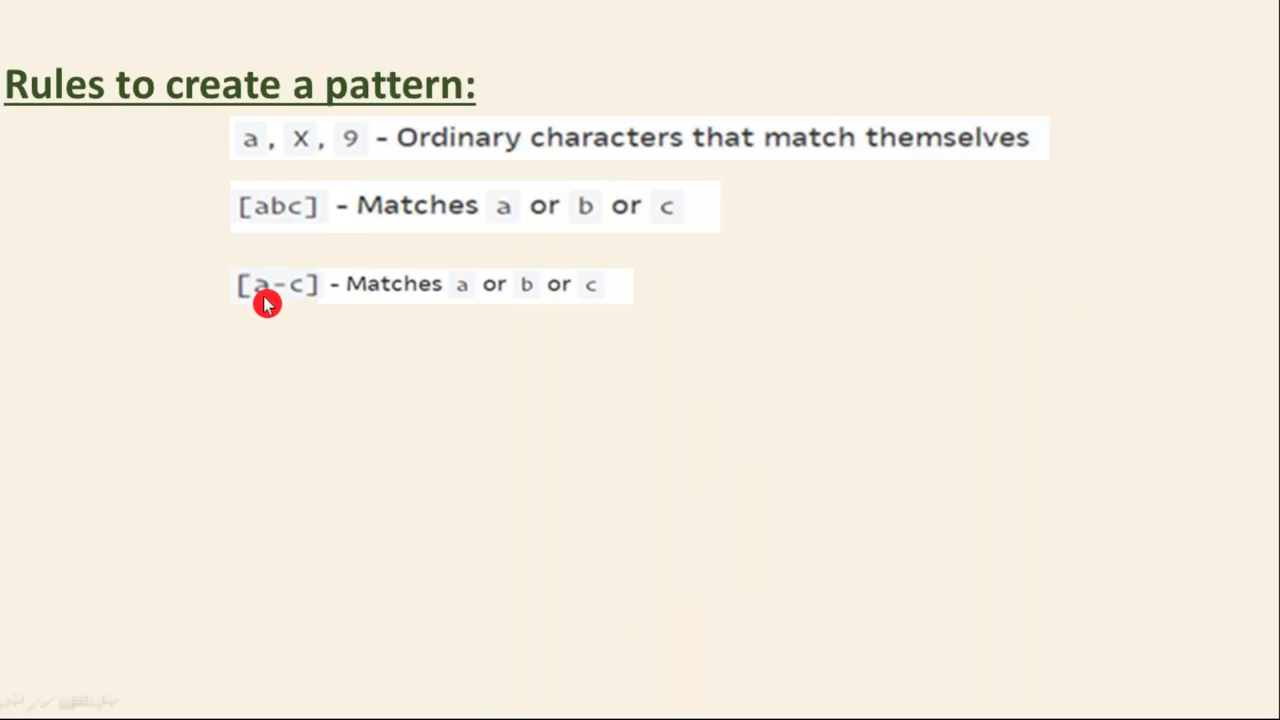 Rules to create a pattern:
a, X, 9 - Ordinary characters that match themselves
[abc] - Matches a or b or c
[a-c] - Matches a or b or c